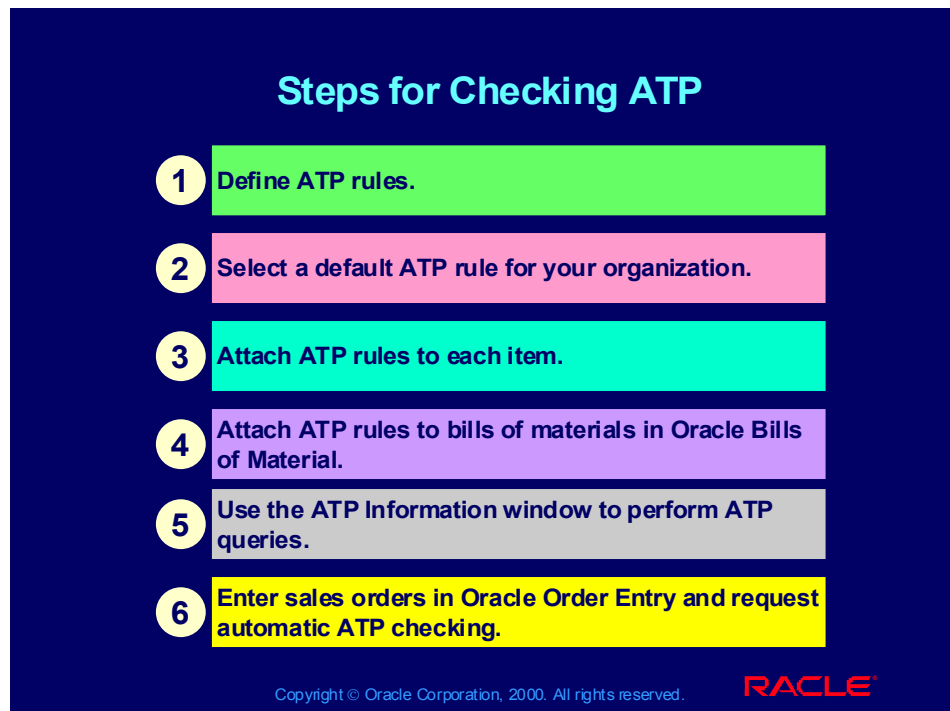 Steps for Checking ATP
1
Define ATP rules.
2
Select a default ATP rule for your organization.
3
Attach ATP rules to each item.
4
Attach ATP rules to bills of materials in Oracle Bills
of Material.
5
Use the ATP Information window to perform ATP
queries.
6
Enter sales orders in Oracle Order Entry and request
automatic ATP checking.
Copyright © Oracle Corporation, 2000. All rights reserved.
RACLE®